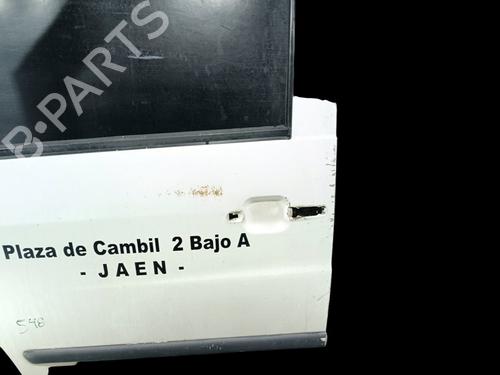 B-PARTS
Plaza de Cambil 2 Bajo A
- JAEN -
548